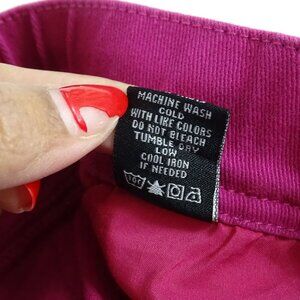 MACHINE WASH
COLD
WITH LIKE COLORS
DO NOT BLEACH
TUMBLE DRY
LOW
COOL IRON
IF NEEDED